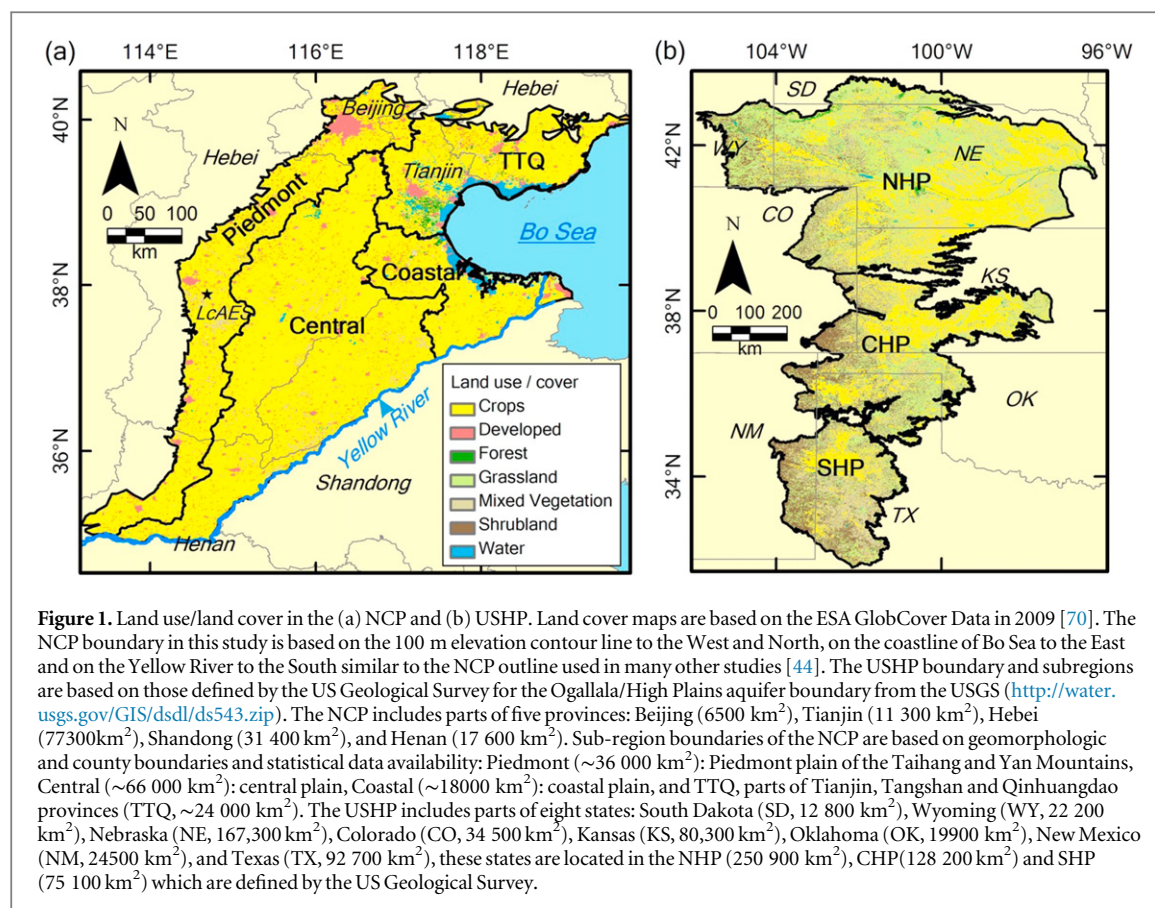 (a)
114°E
116°E
118°E
40°N
38°N
36°N
N
0 50 100
km
Hebei
Beijing
Hebei
TTQ
Tianjin
Piedmont
Bo Sea
Coastal
LcAES
Central
Yellow River
Shandong
Henan
Land use / cover
Crops
Developed
Forest
Grassland
Mixed Vegetation
Shrubland
Water
(b)
104°W
100°W
96°W
42°N
38°N
34°N
SD
WY
NE
NHP
CO
N
KS
0 100 200
km
CHP
OK
NM
SHP
TX
Figure 1. Land use/land cover in the (a) NCP and (b) USHP. Land cover maps are based on the ESA GlobCover Data in 2009 [70]. The
NCP boundary in this study is based on the 100 m elevation contour line to the West and North, on the coastline of Bo Sea to the East
and on the Yellow River to the South similar to the NCP outline used in many other studies [44]. The USHP boundary and subregions
are based on those defined by the US Geological Survey for the Ogallala/High Plains aquifer boundary from the USGS (http://water.
usgs.gov/GIS/dsdl/ds543.zip). The NCP includes parts of five provinces: Beijing (6500 km²), Tianjin (11 300 km²), Hebei
(77300km²), Shandong (31 400 km²), and Henan (17 600 km²). Sub-region boundaries of the NCP are based on geomorphologic
and county boundaries and statistical data availability: Piedmont (~36 000 km²): Piedmont plain of the Taihang and Yan Mountains,
Central (~66 000 km²): central plain, Coastal (~18000 km²): coastal plain, and TTQ, parts of Tianjin, Tangshan and Qinhuangdao
provinces (TTQ, ~24 000 km²). The USHP includes parts of eight states: South Dakota (SD, 12 800 km²), Wyoming (WY, 22 200
km²), Nebraska (NE, 167,300 km²), Colorado (CO, 34 500 km²), Kansas (KS, 80,300 km²), Oklahoma (OK, 19900 km²), New Mexico
(NM, 24500 km²), and Texas (TX, 92 700 km²), these states are located in the NHP (250 900 km²), CHP(128 200 km²) and SHP
(75 100 km²) which are defined by the US Geological Survey.